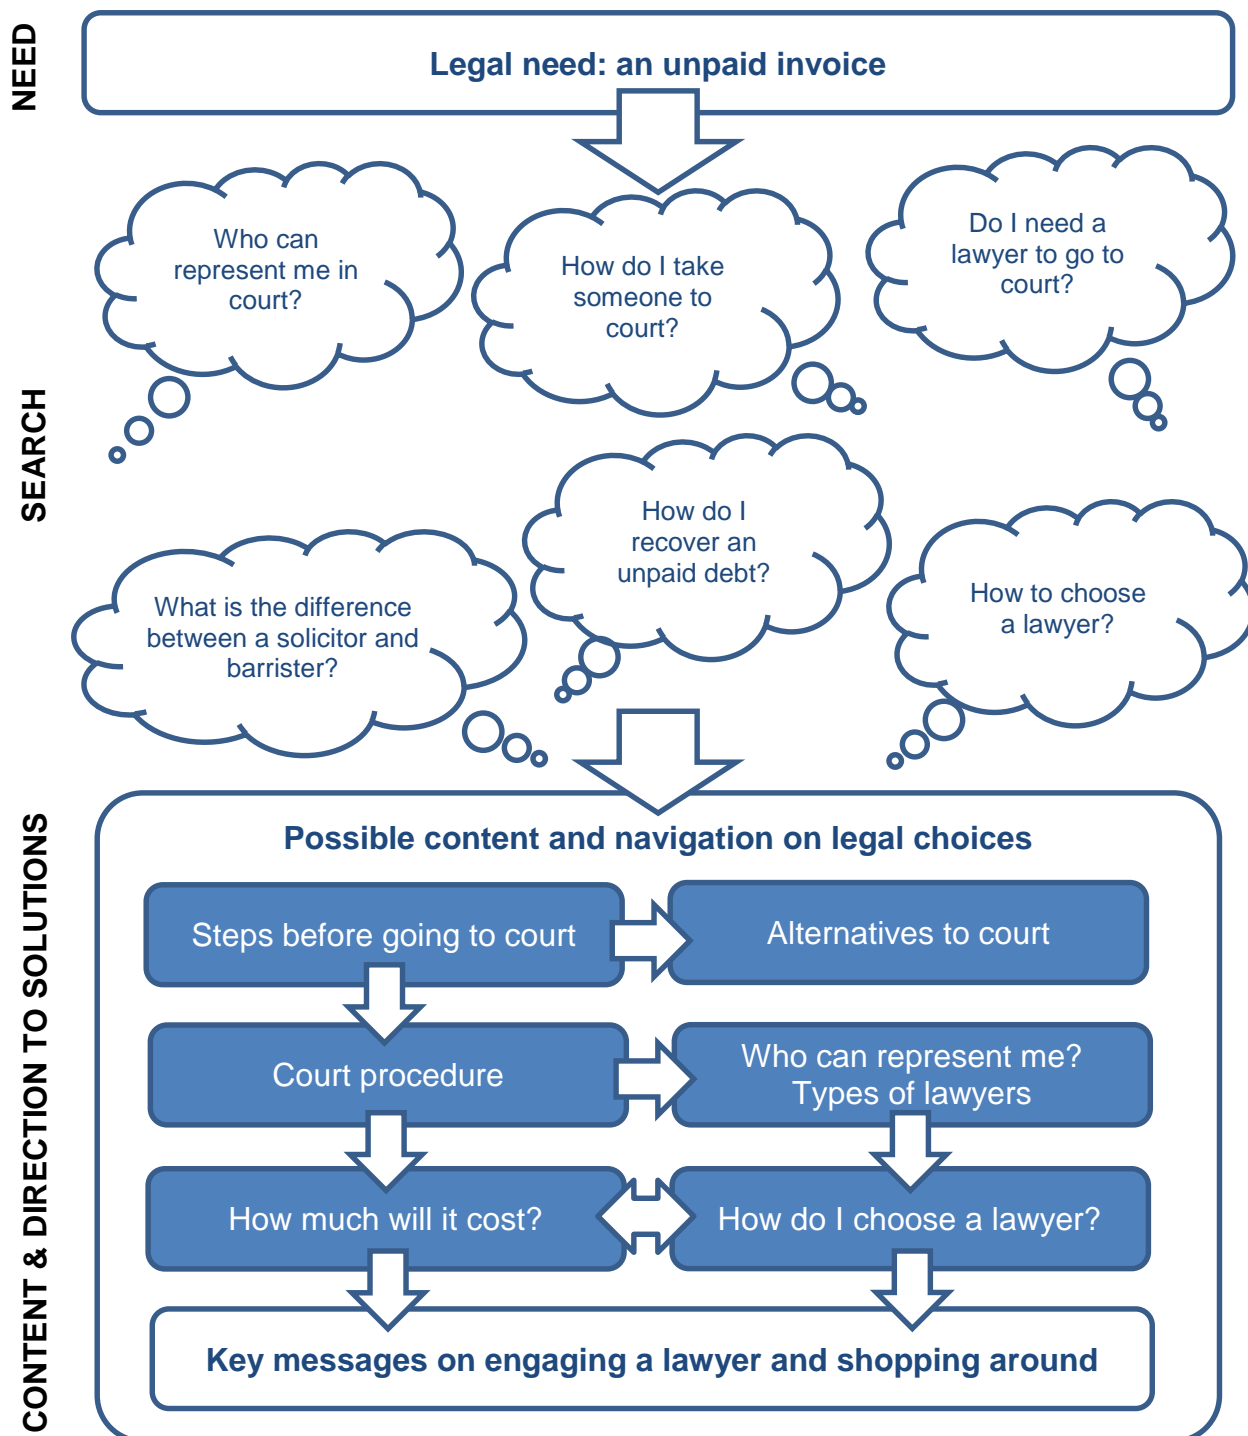 NEED
Legal need: an unpaid invoice
SEARCH
Who can
represent me in
court?
How do I take
someone to
court?
Do I need a
lawyer to go to
court?
What is the difference
between a solicitor and
barrister?
How do I
recover an
unpaid debt?
How to choose
a lawyer?
CONTENT & DIRECTION TO SOLUTIONS
Possible content and navigation on legal choices
Steps before going to court
Alternatives to court
Court procedure
Who can represent me?
Types of lawyers
How much will it cost?
How do I choose a lawyer?
Key messages on engaging a lawyer and shopping around